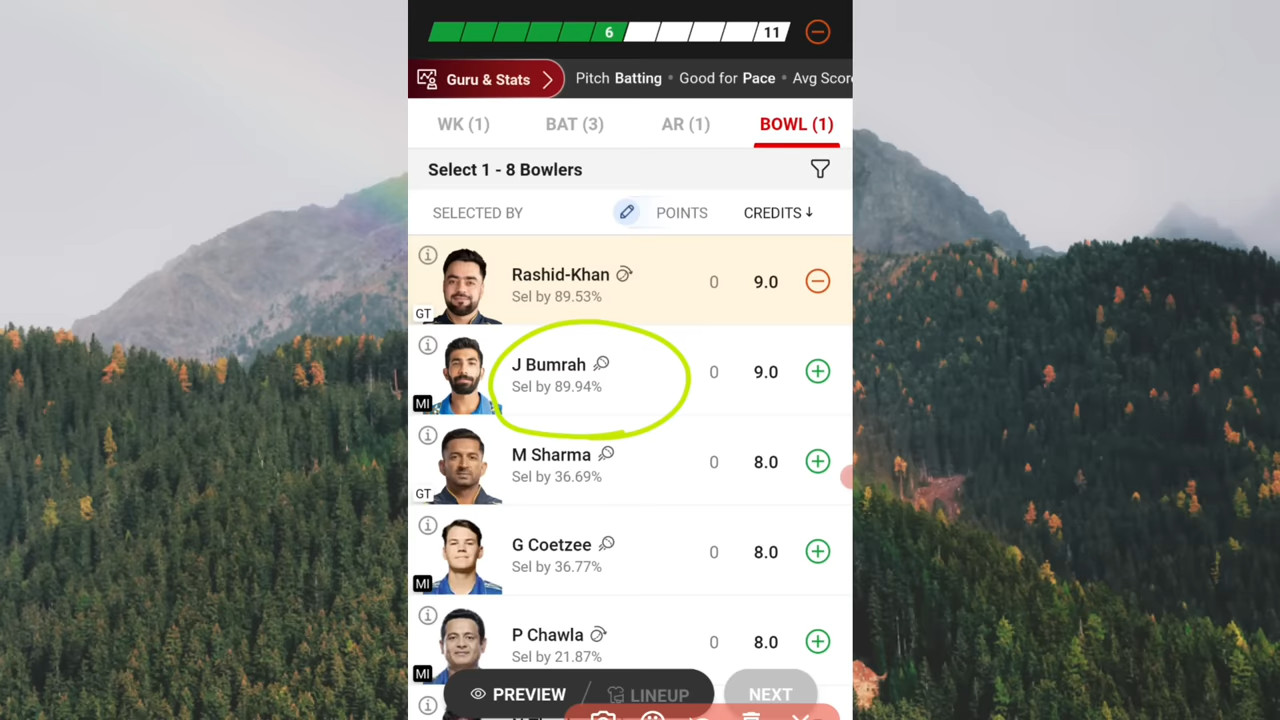 6 11
Guru & Stats Pitch Batting • Good for Pace • Avg Score
WK (1) BAT (3) AR (1) BOWL (1)
Select 1 - 8 Bowlers
SELECTED BY POINTS CREDITS↓
Rashid-Khan
Sel by 89.53%
0 9.0
GT
J Bumrah
Sel by 89.94%
0 9.0
MI
M Sharma
Sel by 36.69%
0 8.0
GT
G Coetzee
Sel by 36.77%
0 8.0
MI
P Chawla
Sel by 21.87%
0 8.0
MI
PREVIEW / LINEUP NEXT